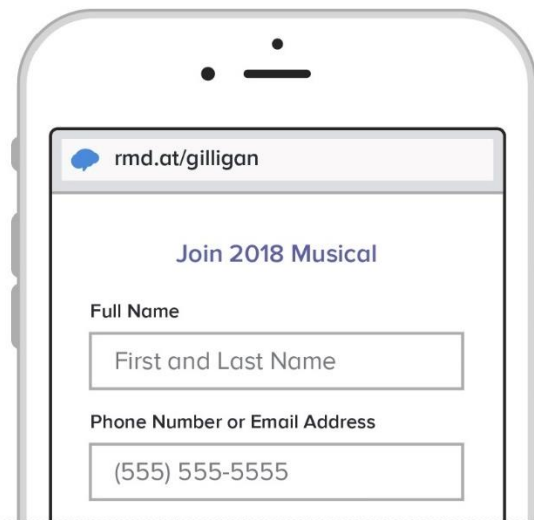 rmd.at/gilligan
Join 2018 Musical
Full Name
First and Last Name
Phone Number or Email Address
(555) 555-5555